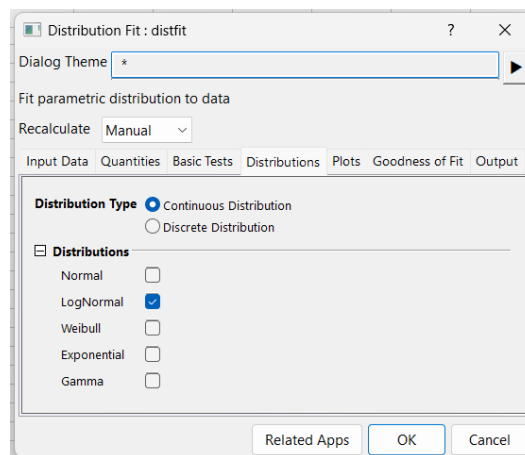 Distribution Fit : distfit ?
Dialog Theme *
Fit parametric distribution to data
Recalculate Manual
Input Data Quantities Basic Tests Distributions Plots Goodness of Fit Output
Distribution Type Continuous Distribution
Discrete Distribution
Distributions
Normal
LogNormal
Weibull
Exponential
Gamma
Related Apps OK Cancel